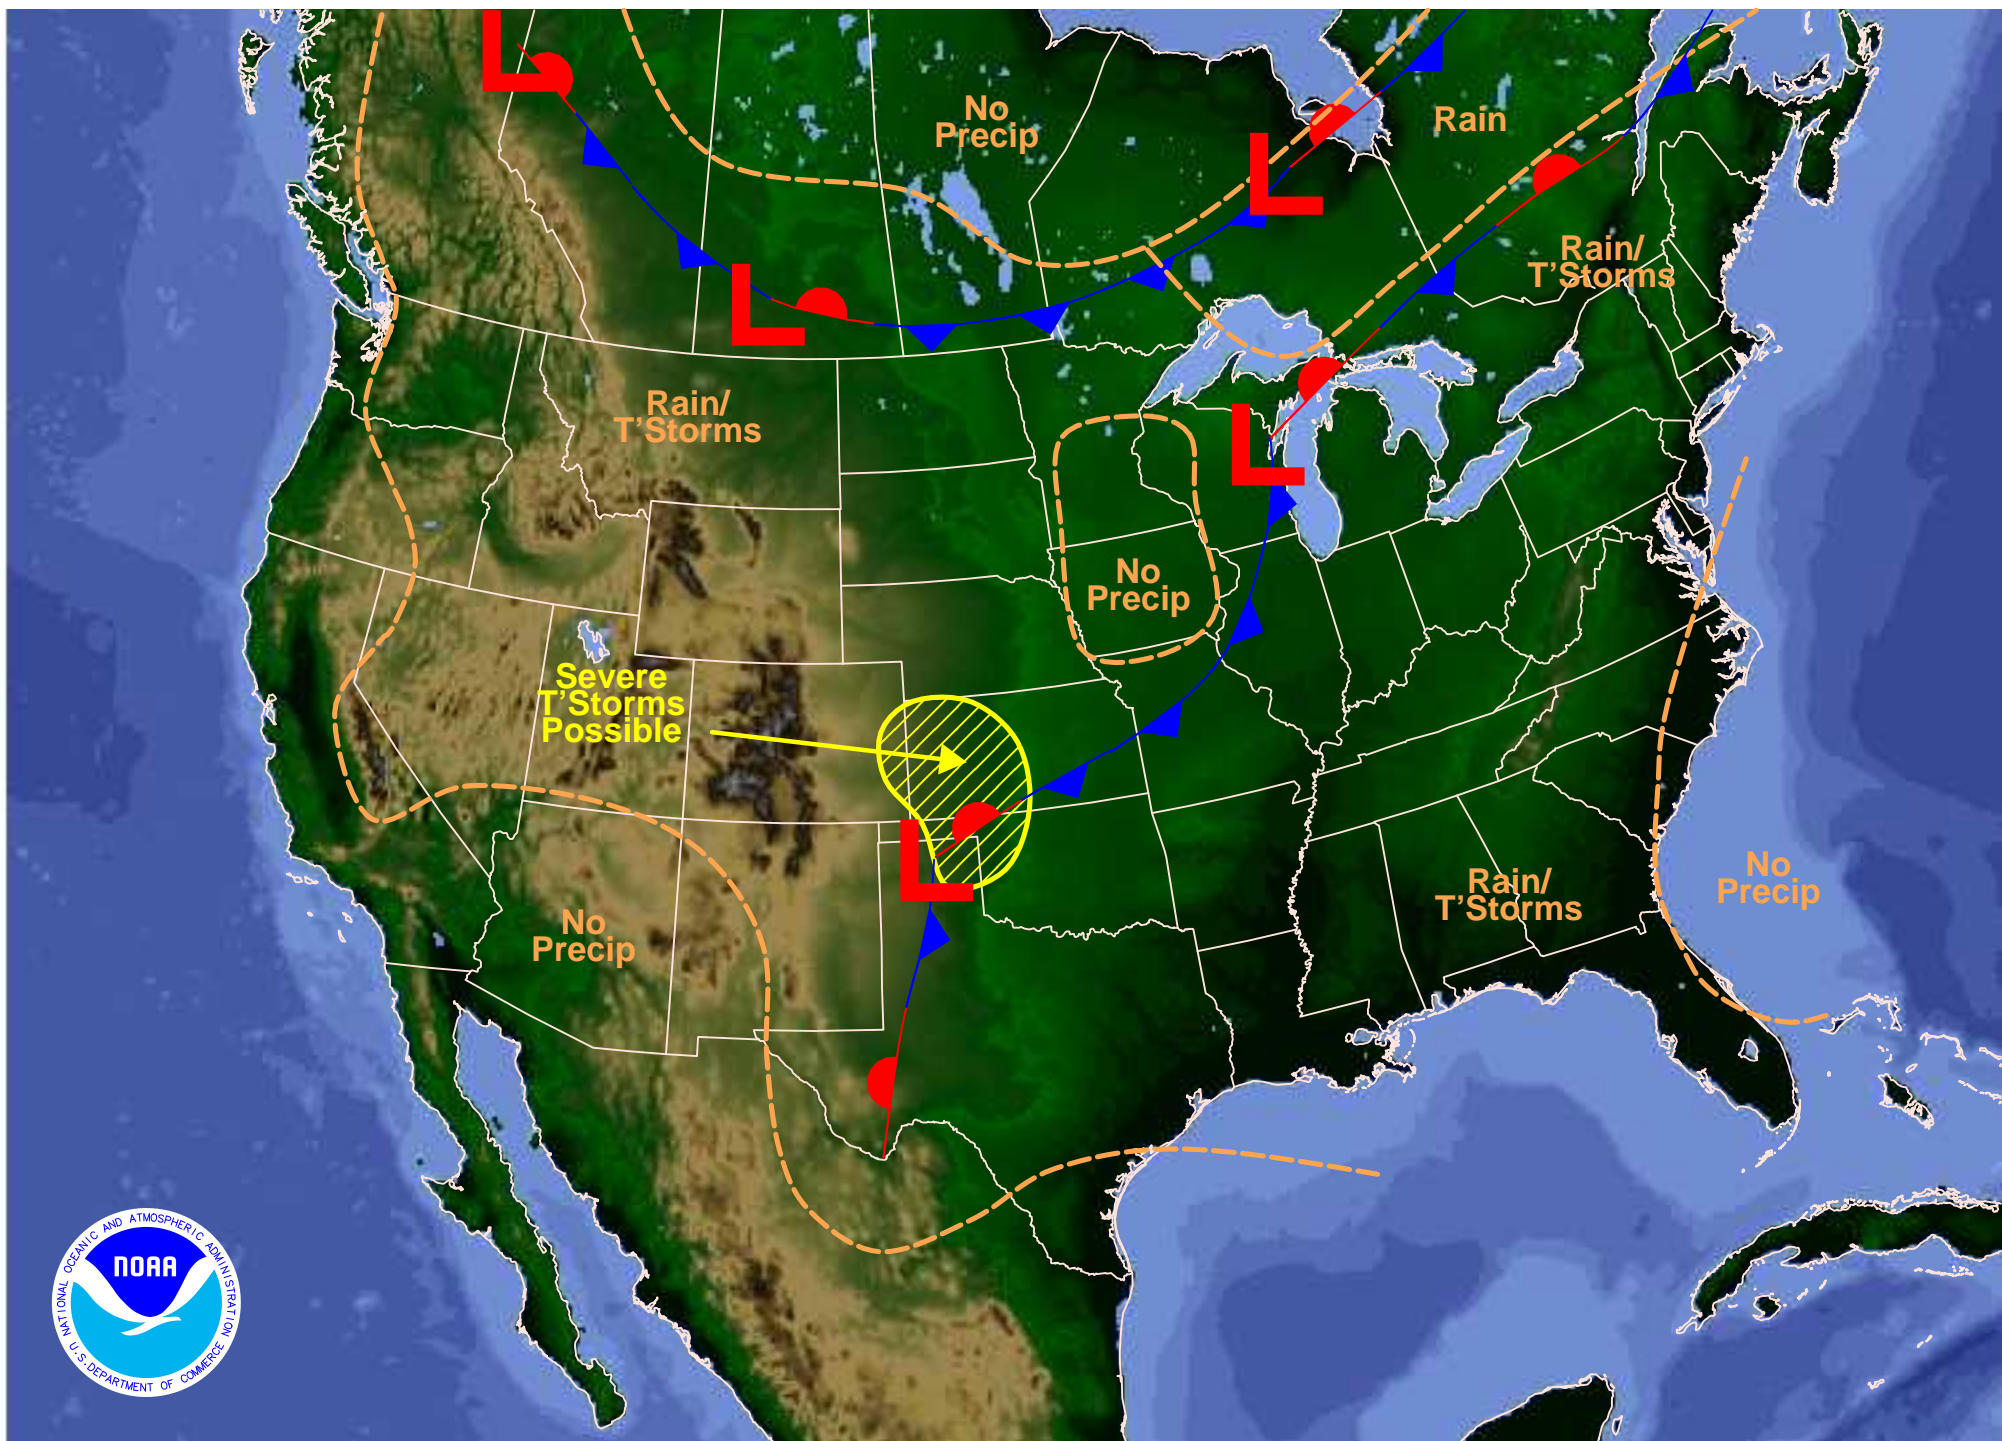 No
Precip
Rain
Rain/
T'Storms
Rain/
T'Storms
No
Precip
Severe
T'Storms
Possible
No
Precip
Rain/
T'Storms
No
Precip
L
L
L
L
L
NATIONAL OCEANIC AND ATMOSPHERIC ADMINISTRATION
NOAA
U.S. DEPARTMENT OF COMMERCE